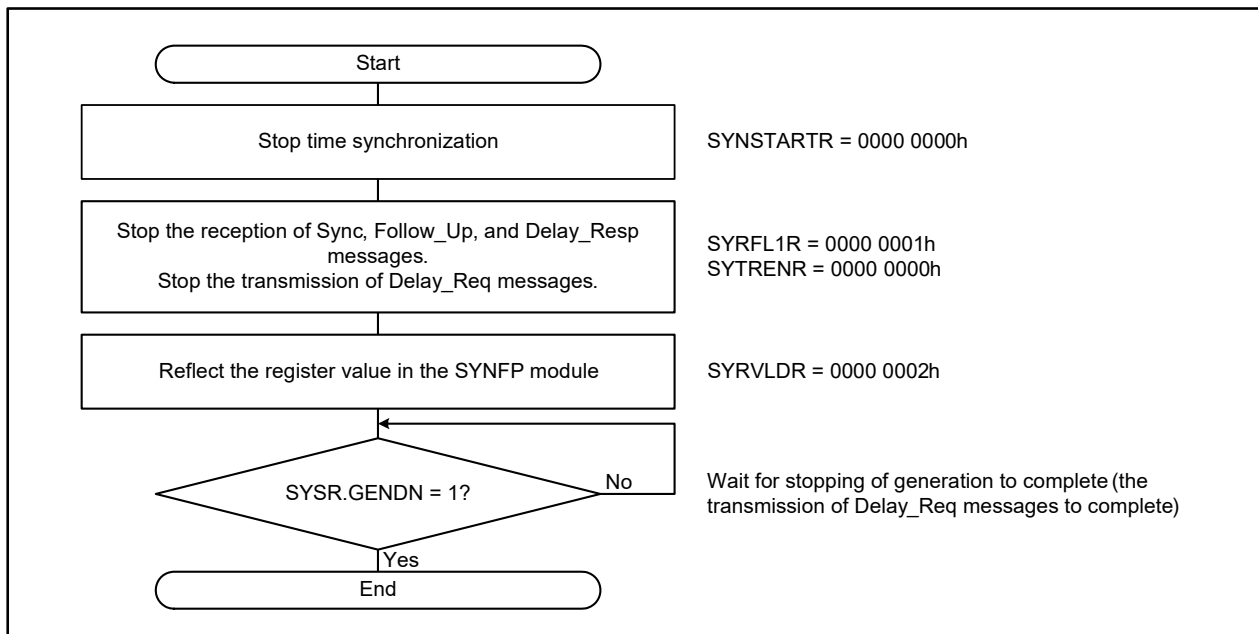 Start
Stop time synchronization
SYNSTARTR = 0000 0000h
Stop the reception of Sync, Follow_Up, and Delay_Resp
messages.
Stop the transmission of Delay_Req messages.
SYRFL1R = 0000 0001h
SYTRENR = 0000 0000h
Reflect the register value in the SYNFP module
SYRVLDR = 0000 0002h
SYSR.GENDN = 1?
No
Wait for stopping of generation to complete (the
transmission of Delay_Req messages to complete)
Yes
End